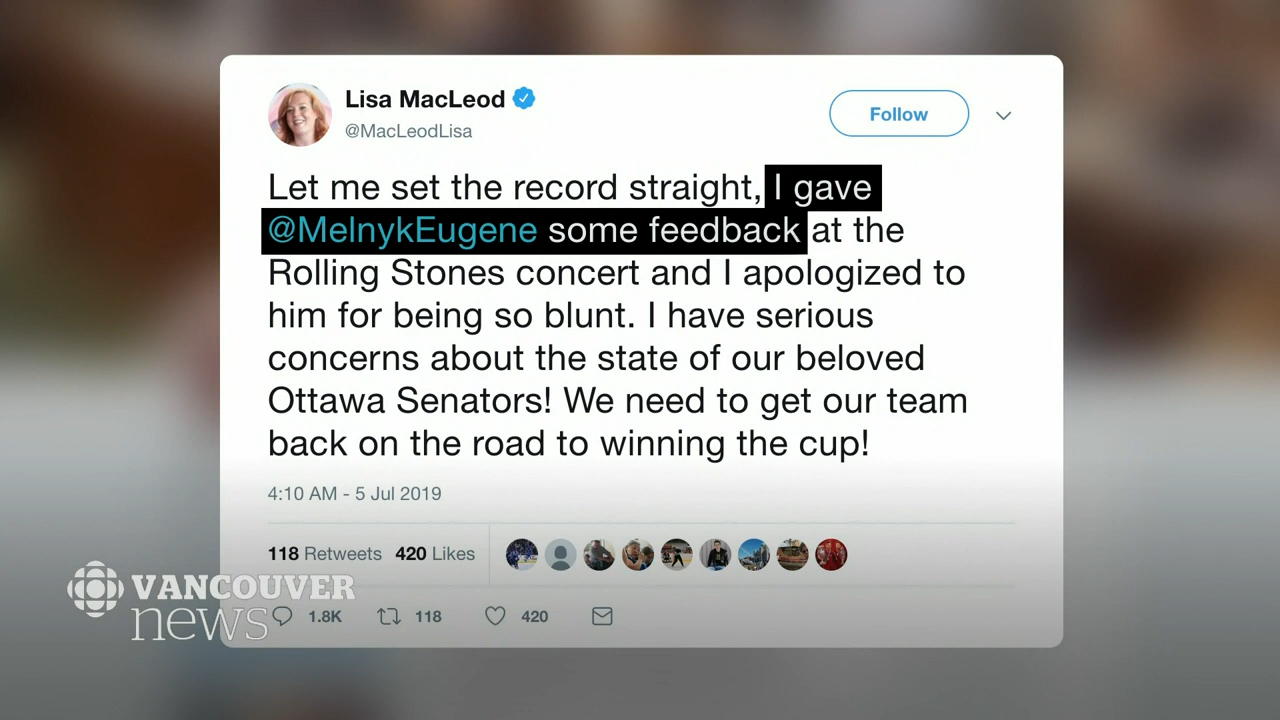 Lisa MacLeod
@MacLeodLisa
Follow
Let me set the record straight, I gave
@MelnykEugene some feedback at the
Rolling Stones concert and I apologized to
him for being so blunt. I have serious
concerns about the state of our beloved
Ottawa Senators! We need to get our team
back on the road to winning the cup!
4:10 AM - 5 Jul 2019
118 Retweets 420 Likes
VANCOUVER
news
1.8K 118 420